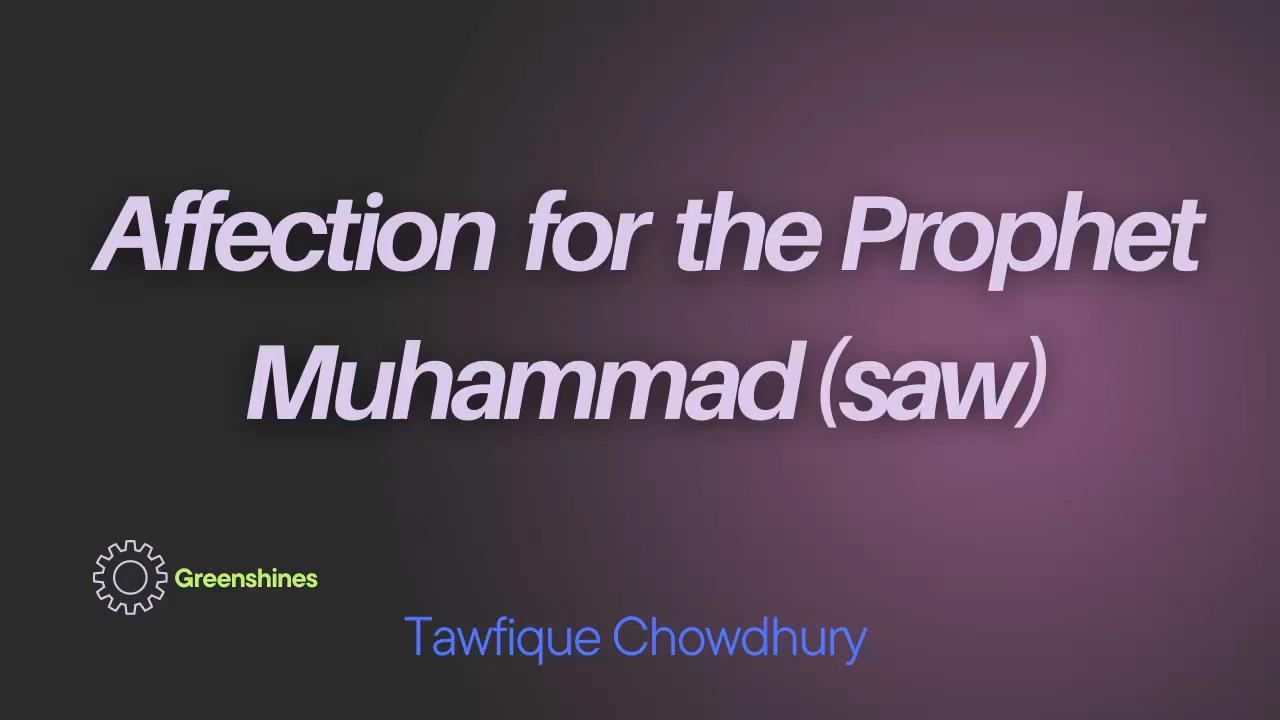 Affection for the Prophet
Muhammad (saw)
Greenshines
Tawfique Chowdhury